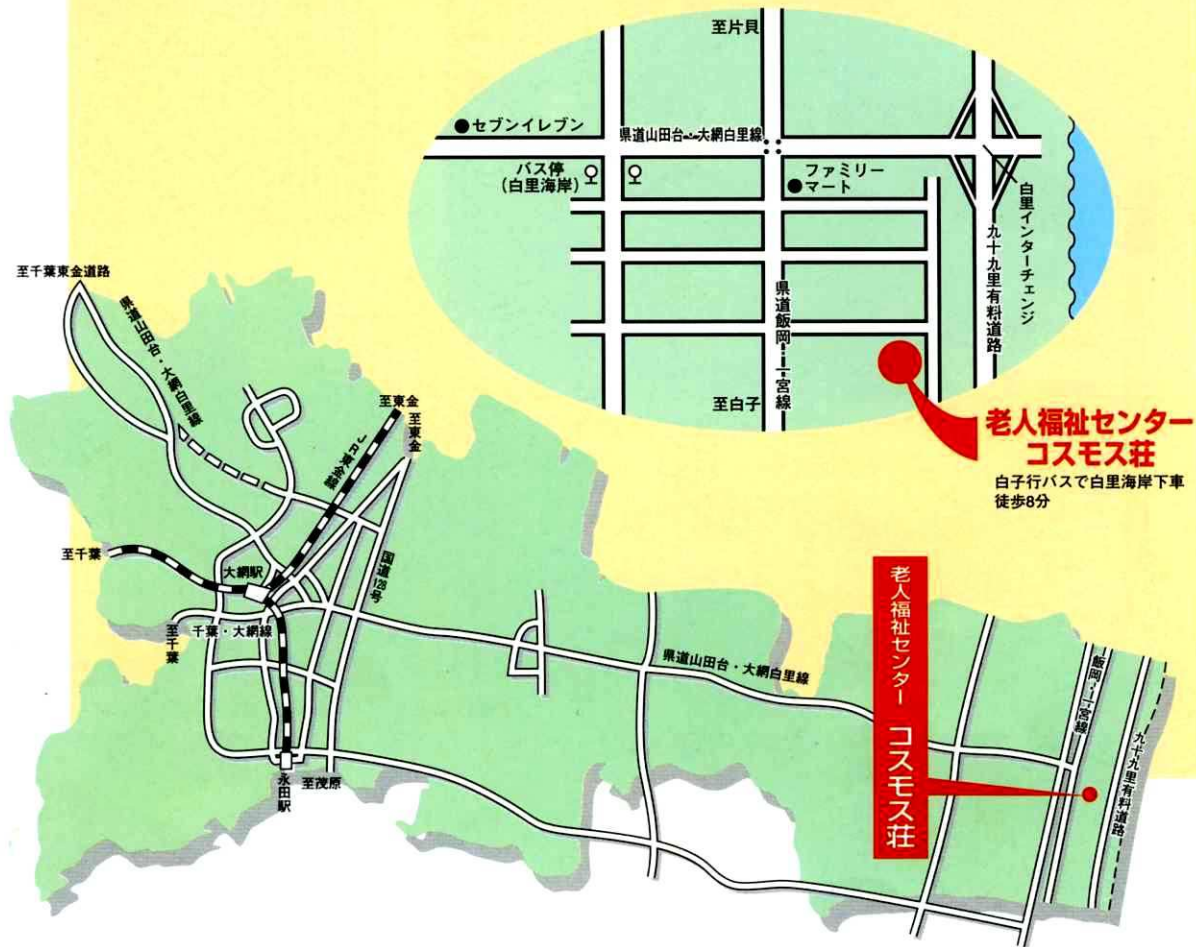 至片貝
セブンイレブン
県道山田台・大網白里線
バス停
(白里海岸)
ファミリー
マート
白里インターチェンジ
九十九里有料道路
県道飯岡・一宮線
至白子
老人福祉センター
コスモス荘
白子行バスで白里海岸下車
徒歩8分
至千葉東金道路
県道山田台・大網白里線
至東金
至東金
JR東金線
至千葉
大網駅
国道128号
至千葉
千葉・大網線
県道山田台・大網白里線
老人福祉センター コスモス荘
飯岡・一宮線
九十九里有料道路
至茂原
永田駅